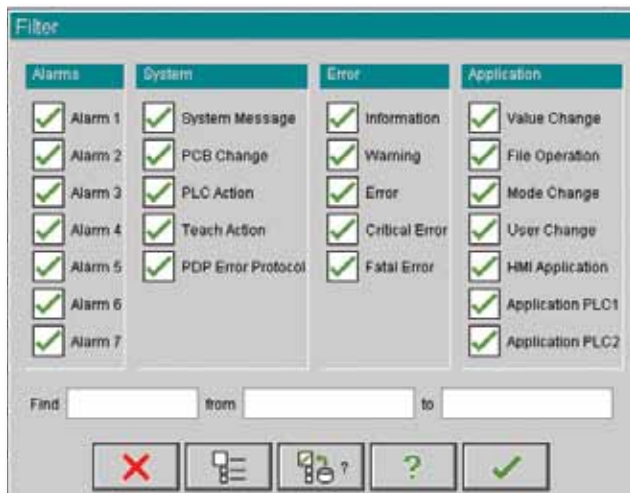 Filter
Alarms
Alarm 1
Alarm 2
Alarm 3
Alarm 4
Alarm 5
Alarm 6
Alarm 7
System
System Message
PCB Change
PLC Action
Teach Action
PDP Error Protocol
Error
Information
Warning
Error
Critical Error
Fatal Error
Application
Value Change
File Operation
Mode Change
User Change
HMI Application
Application PLC1
Application PLC2
Find from to
? ?